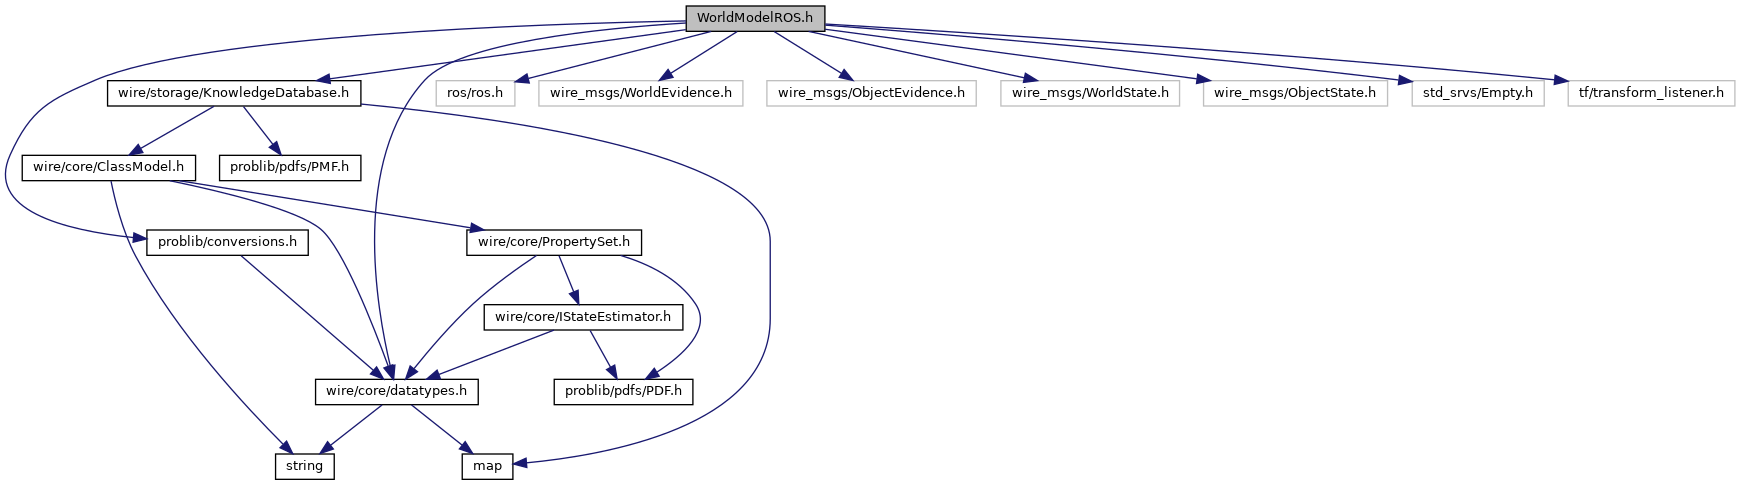 WorldModelROS.h
wire/storage/KnowledgeDatabase.h
ros/ros.h
wire_msgs/WorldEvidence.h
wire_msgs/ObjectEvidence.h
wire_msgs/WorldState.h
wire_msgs/ObjectState.h
std_srvs/Empty.h
tf/transform_listener.h
wire/core/ClassModel.h
problib/pdfs/PMF.h
problib/conversions.h
wire/core/PropertySet.h
wire/core/IStateEstimator.h
wire/core/datatypes.h
problib/pdfs/PDF.h
string
map